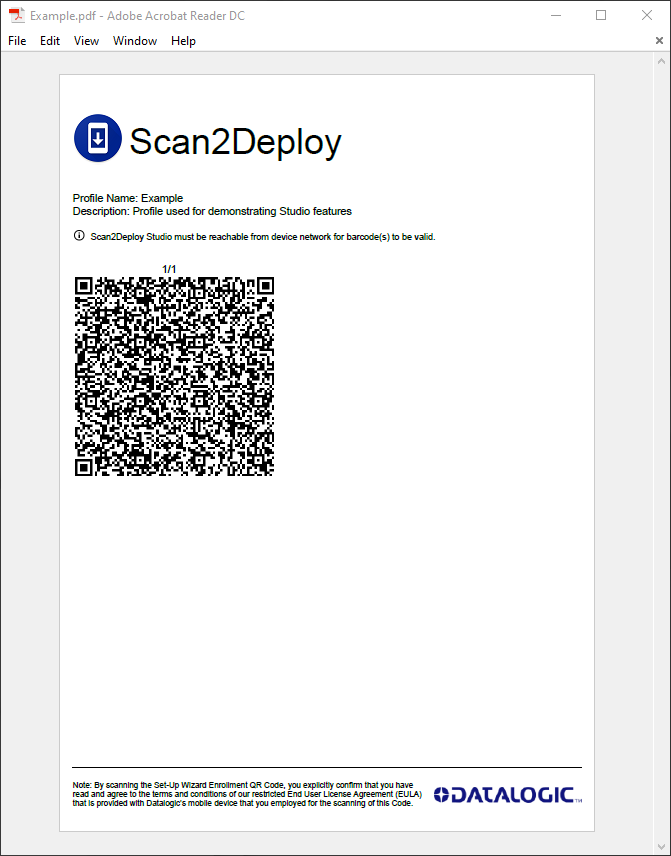 Example.pdf - Adobe Acrobat Reader DC
File Edit View Window Help
Scan2Deploy
Profile Name: Example
Description: Profile used for demonstrating Studio features
Scan2Deploy Studio must be reachable from device network for barcode(s) to be valid.
1/1
Note: By scanning the Set-Up Wizard Enrollment QR Code, you explicitly confirm that you have
read and agree to the terms and conditions of our restricted End User License Agreement (EULA)
that is provided with Datalogic's mobile device that you employed for the scanning of this Code.
DATALOGIC™